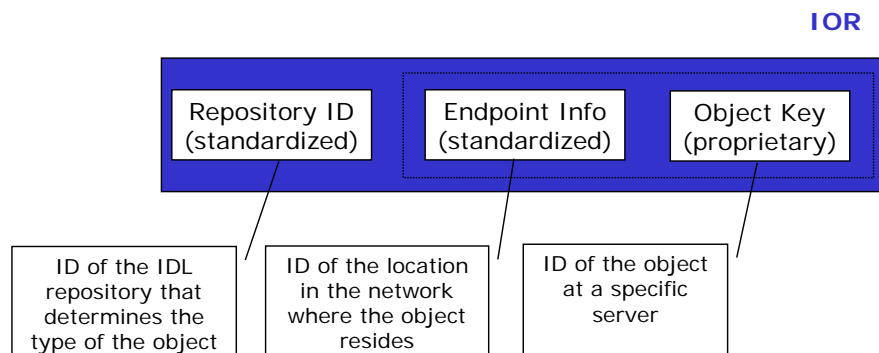 IOR
Repository ID
(standardized)
Endpoint Info
(standardized)
Object Key
(proprietary)
ID of the IDL
repository that
determines the
type of the object
ID of the location
in the network
where the object
resides
ID of the object
at a specific
server